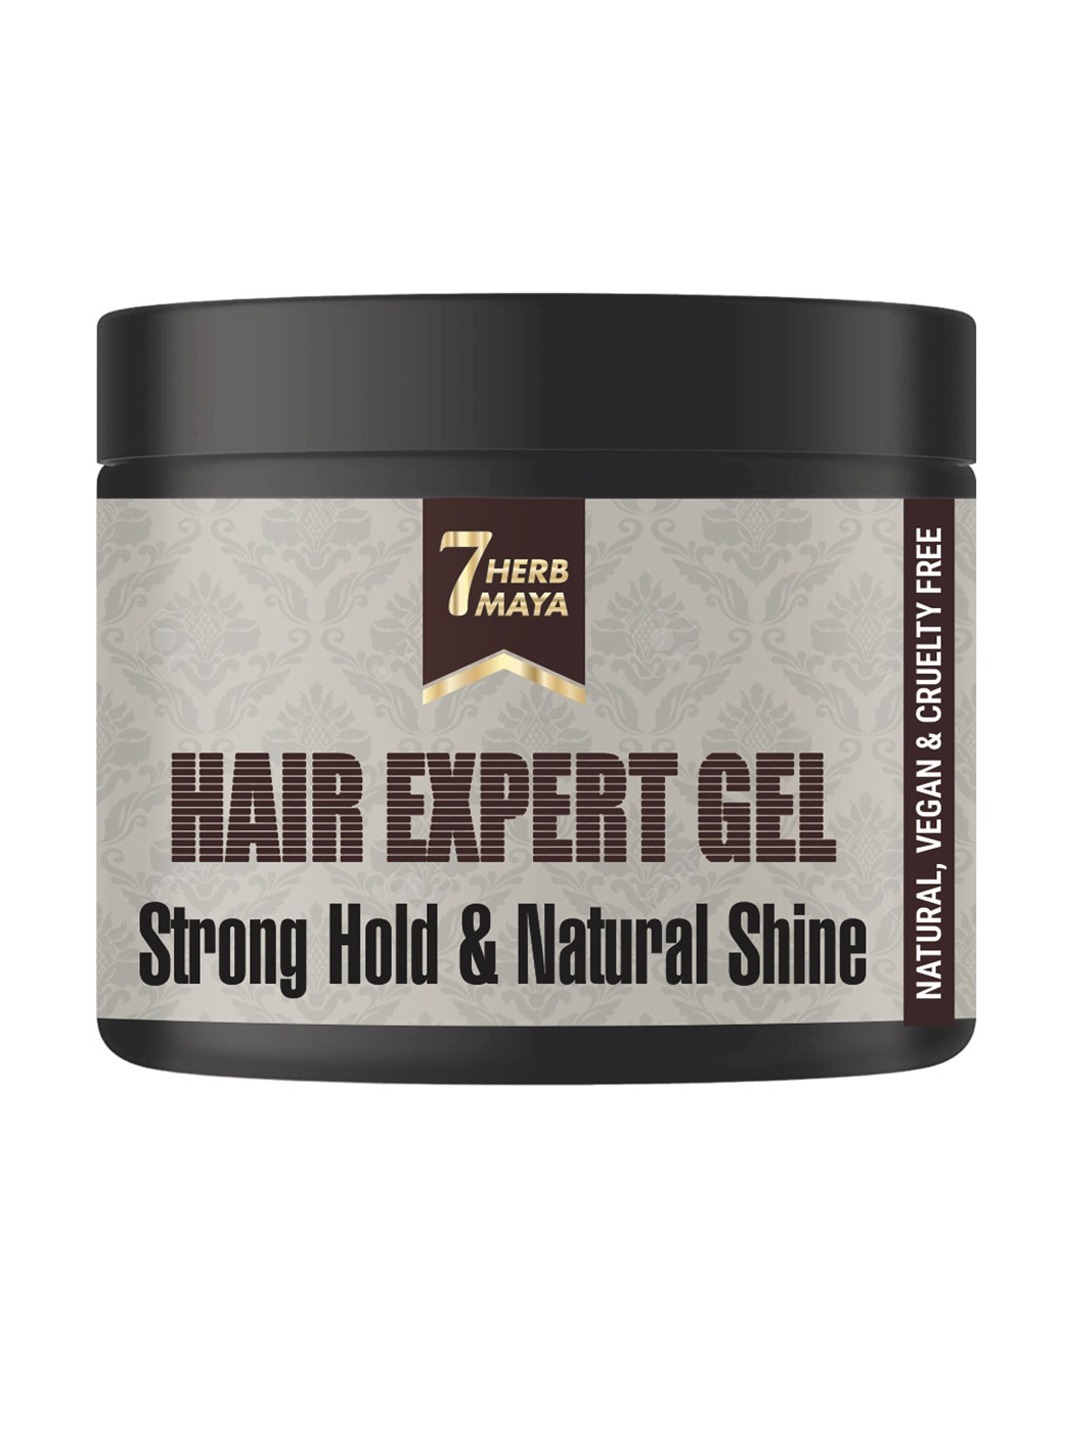 7 HERB
MAYA
HAIR EXPERT GEL
Strong Hold & Natural Shine
NATURAL, VEGAN & CRUELTY FREE